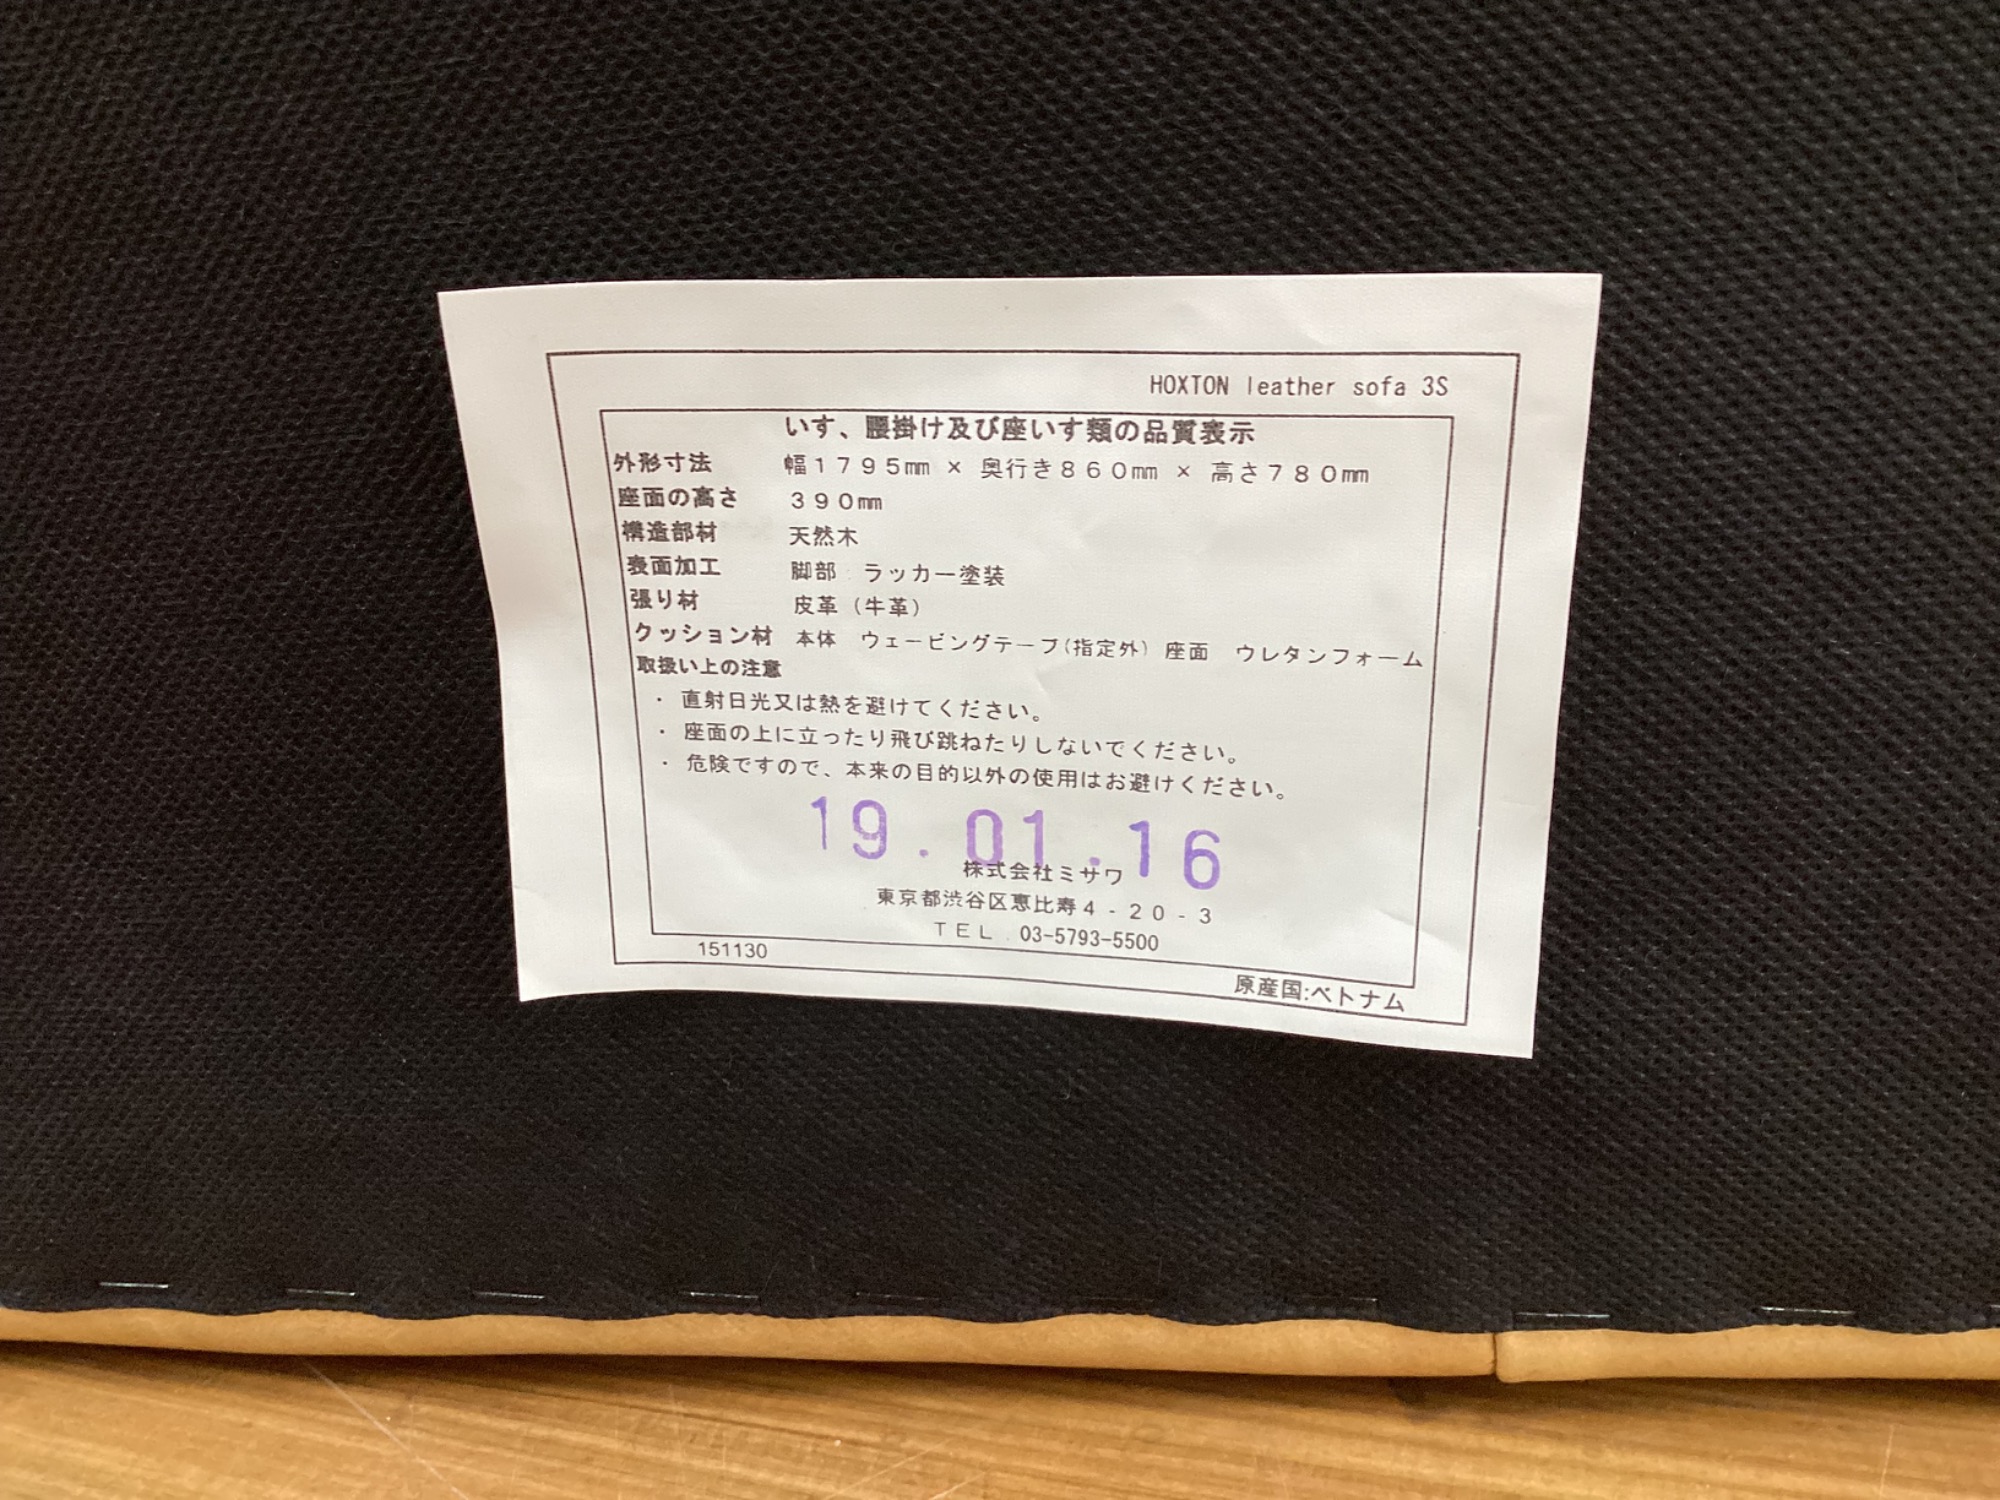 HOXTON leather sofa 3S
いす、腰掛け及び座いす類の品質表示
外形寸法 幅1795㎜ × 奥行き860㎜ × 高さ780㎜
座面の高さ 390㎜
構造部材 天然木
表面加工 脚部 ラッカー塗装
張り材 皮革（牛革）
クッション材 本体 ウェービングテープ(指定外) 座面 ウレタンフォーム
取扱い上の注意
・ 直射日光又は熱を避けてください。
・ 座面の上に立ったり飛び跳ねたりしないでください。
・ 危険ですので、本来の目的以外の使用はお避けください。
19.01.16
株式会社ミサワ
東京都渋谷区恵比寿4-20-3
TEL.03-5793-5500
151130
原産国:ベトナム